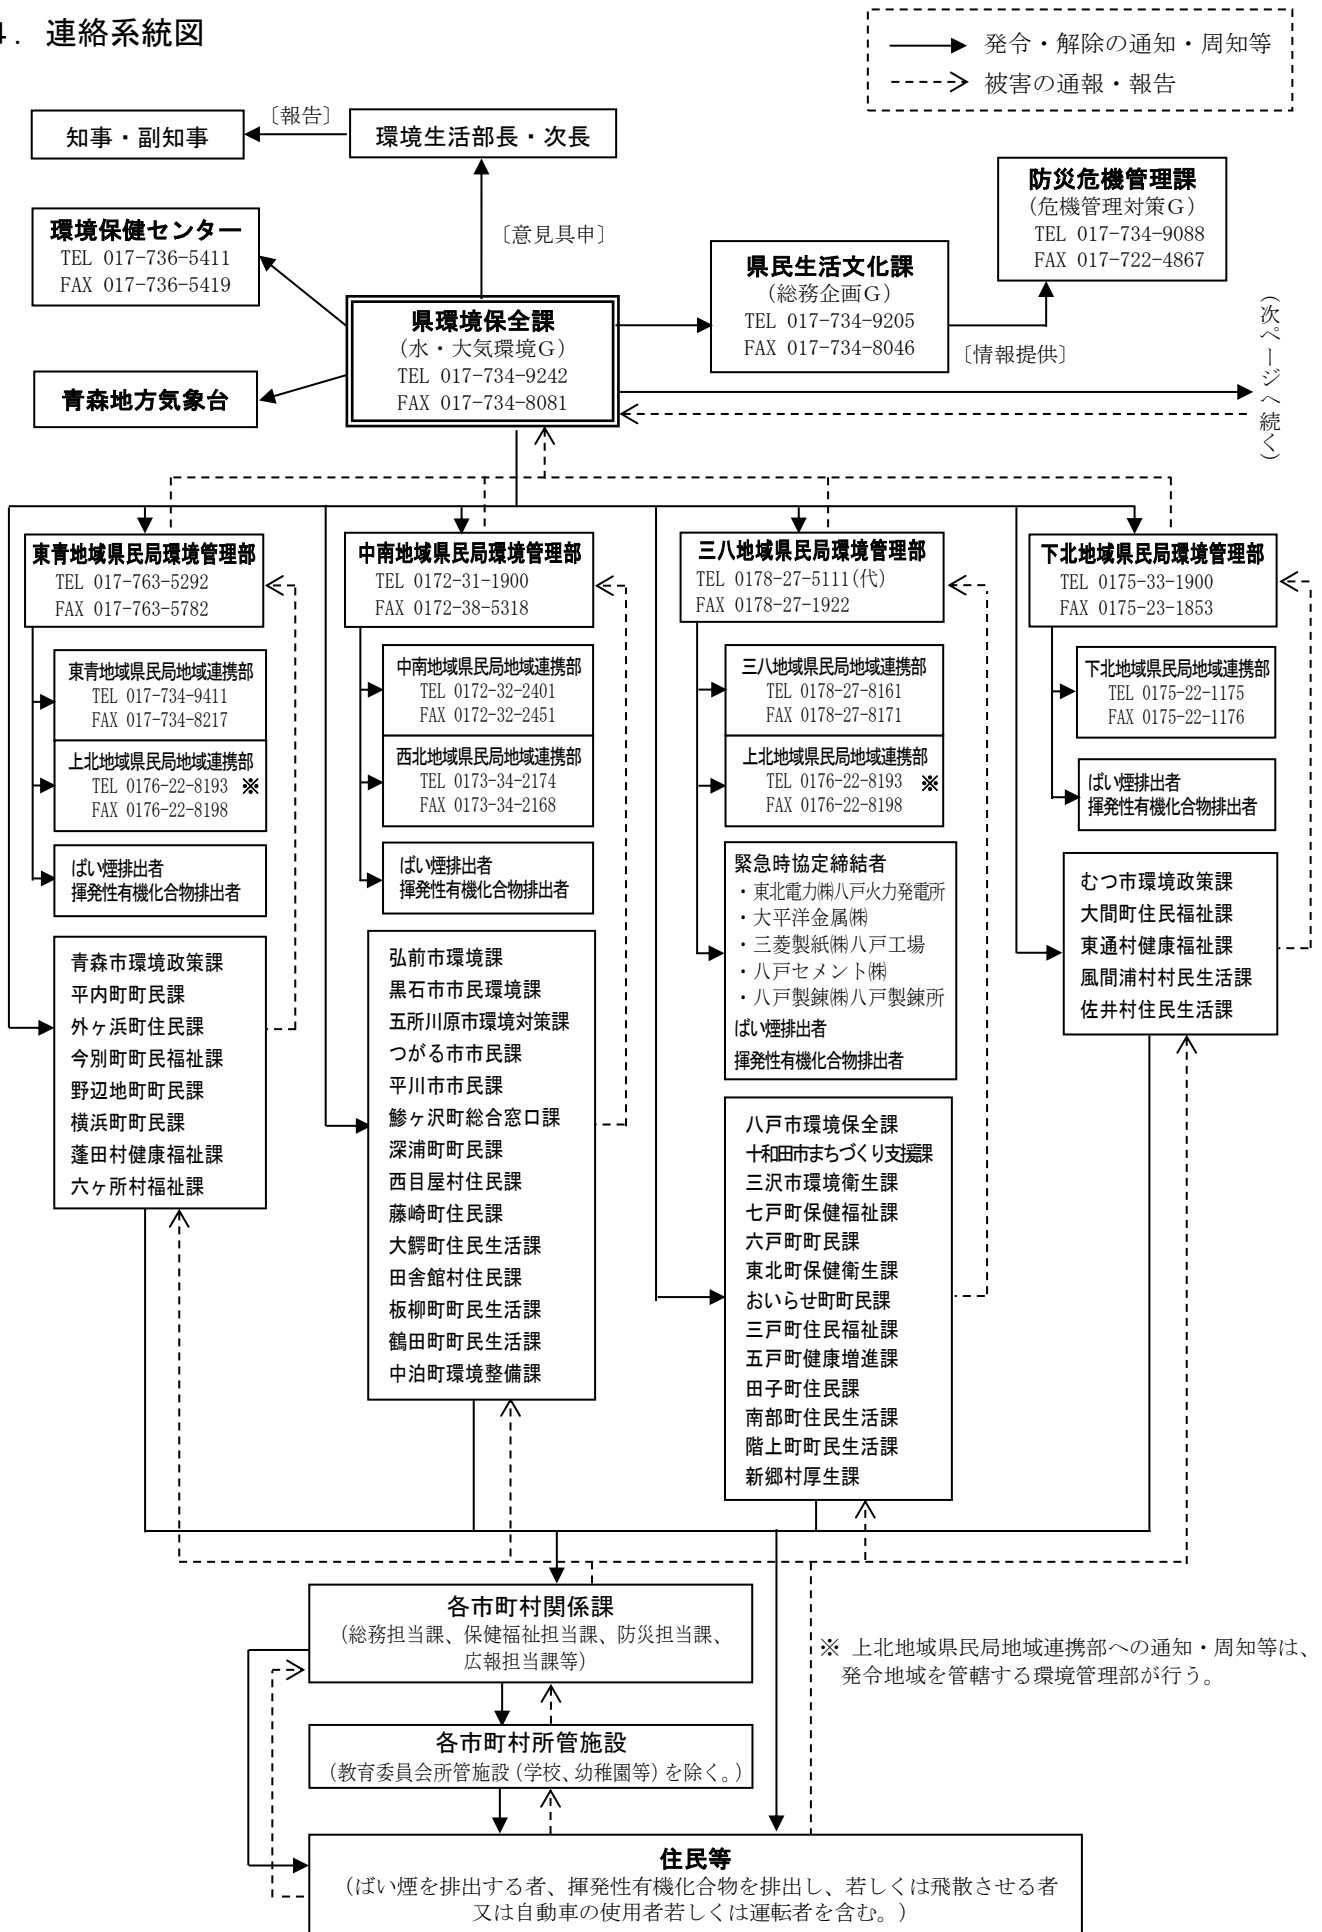 4．連絡系統図
発令・解除の通知・周知等
被害の通報・報告
知事・副知事
〔報告〕
環境生活部長・次長
環境保健センター
TEL 017-736-5411
FAX 017-736-5419
〔意見具申〕
防災危機管理課
(危機管理対策Ｇ)
TEL 017-734-9088
FAX 017-722-4867
県民生活文化課
(総務企画Ｇ)
TEL 017-734-9205
FAX 017-734-8046
〔情報提供〕
県環境保全課
(水・大気環境Ｇ)
TEL 017-734-9242
FAX 017-734-8081
青森地方気象台
(次ページへ続く)
東青地域県民局環境管理部
TEL 017-763-5292
FAX 017-763-5782
東青地域県民局地域連携部
TEL 017-734-9411
FAX 017-734-8217
上北地域県民局地域連携部
TEL 0176-22-8193 ※
FAX 0176-22-8198
ばい煙排出者
揮発性有機化合物排出者
青森市環境政策課
平内町町民課
外ヶ浜町住民課
今別町町民福祉課
野辺地町町民課
横浜町町民課
蓬田村健康福祉課
六ヶ所村福祉課
中南地域県民局環境管理部
TEL 0172-31-1900
FAX 0172-38-5318
中南地域県民局地域連携部
TEL 0172-32-2401
FAX 0172-32-2451
西北地域県民局地域連携部
TEL 0173-34-2174
FAX 0173-34-2168
ばい煙排出者
揮発性有機化合物排出者
弘前市環境課
黒石市市民環境課
五所川原市環境対策課
つがる市市民課
平川市市民課
鯵ヶ沢町総合窓口課
深浦町町民課
西目屋村住民課
藤崎町住民課
大鰐町住民生活課
田舎館村住民課
板柳町町民生活課
鶴田町町民生活課
中泊町環境整備課
三八地域県民局環境管理部
TEL 0178-27-5111(代)
FAX 0178-27-1922
三八地域県民局地域連携部
TEL 0178-27-8161
FAX 0178-27-8171
上北地域県民局地域連携部
TEL 0176-22-8193 ※
FAX 0176-22-8198
緊急時協定締結者
・東北電力㈱八戸火力発電所
・大平洋金属㈱
・三菱製紙㈱八戸工場
・八戸セメント㈱
・八戸製錬㈱八戸製錬所
ばい煙排出者
揮発性有機化合物排出者
八戸市環境保全課
十和田市まちづくり支援課
三沢市環境衛生課
七戸町保健福祉課
六戸町町民課
東北町保健衛生課
おいらせ町町民課
三戸町住民福祉課
五戸町健康増進課
田子町住民課
南部町住民生活課
階上町町民生活課
新郷村厚生課
下北地域県民局環境管理部
TEL 0175-33-1900
FAX 0175-23-1853
下北地域県民局地域連携部
TEL 0175-22-1175
FAX 0175-22-1176
ばい煙排出者
揮発性有機化合物排出者
むつ市環境政策課
大間町住民福祉課
東通村健康福祉課
風間浦村村民生活課
佐井村住民生活課
各市町村関係課
(総務担当課、保健福祉担当課、防災担当課、
広報担当課等)
※ 上北地域県民局地域連携部への通知・周知等は、
発令地域を管轄する環境管理部が行う。
各市町村所管施設
(教育委員会所管施設(学校、幼稚園等)を除く。)
住民等
(ばい煙を排出する者、揮発性有機化合物を排出し、若しくは飛散させる者
又は自動車の使用者若しくは運転者を含む。)